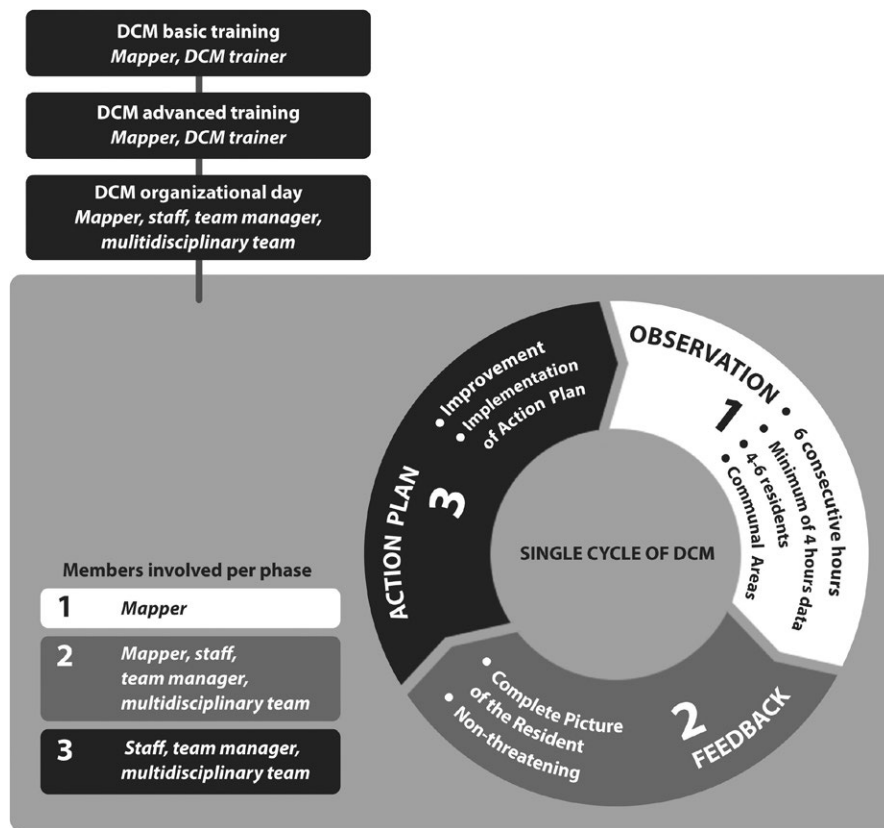 DCM basic training
Mapper, DCM trainer
DCM advanced training
Mapper, DCM trainer
DCM organizational day
Mapper, staff, team manager,
mulitidisciplinary team
OBSERVATION
1
• 6 consecutive hours
• Minimum of 4 hours data
• 4-6 residents
• Communal Areas
2
FEEDBACK
• Complete Picture
of the Resident
• Non-threatening
ACTION PLAN
3
• Improvement
• Implementation
of Action Plan
SINGLE CYCLE OF DCM
Members involved per phase
1
Mapper
2
Mapper, staff,
team manager,
multidisciplinary team
3
Staff, team manager,
multidisciplinary team